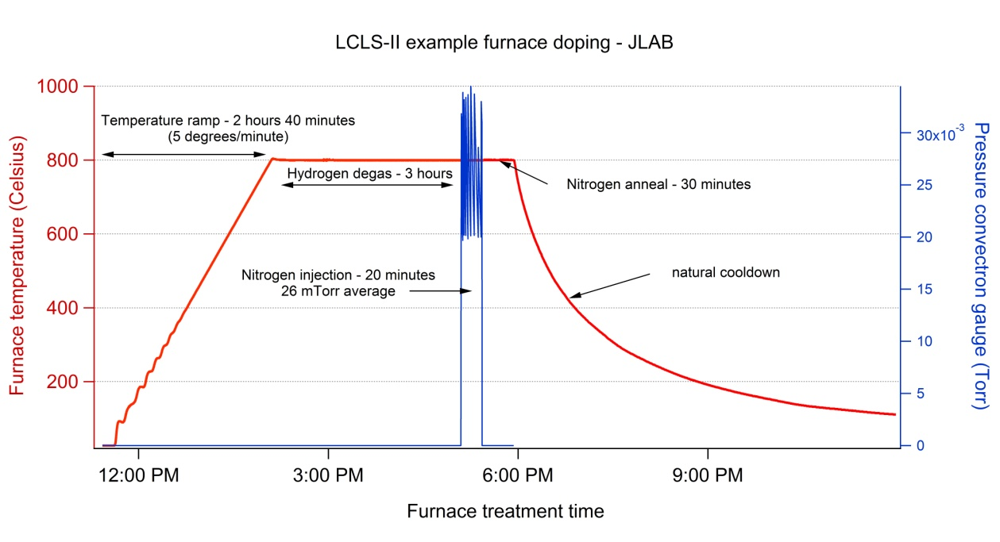 LCLS-II example furnace doping - JLAB
1000
800
600
400
200
Furnace temperature (Celsius)
Temperature ramp - 2 hours 40 minutes
(5 degrees/minute)
Hydrogen degas - 3 hours
Nitrogen anneal - 30 minutes
Nitrogen injection - 20 minutes
26 mTorr average
natural cooldown
30x10⁻³
25
20
15
10
5
0
Pressure convectron gauge (Torr)
12:00 PM
3:00 PM
6:00 PM
9:00 PM
Furnace treatment time